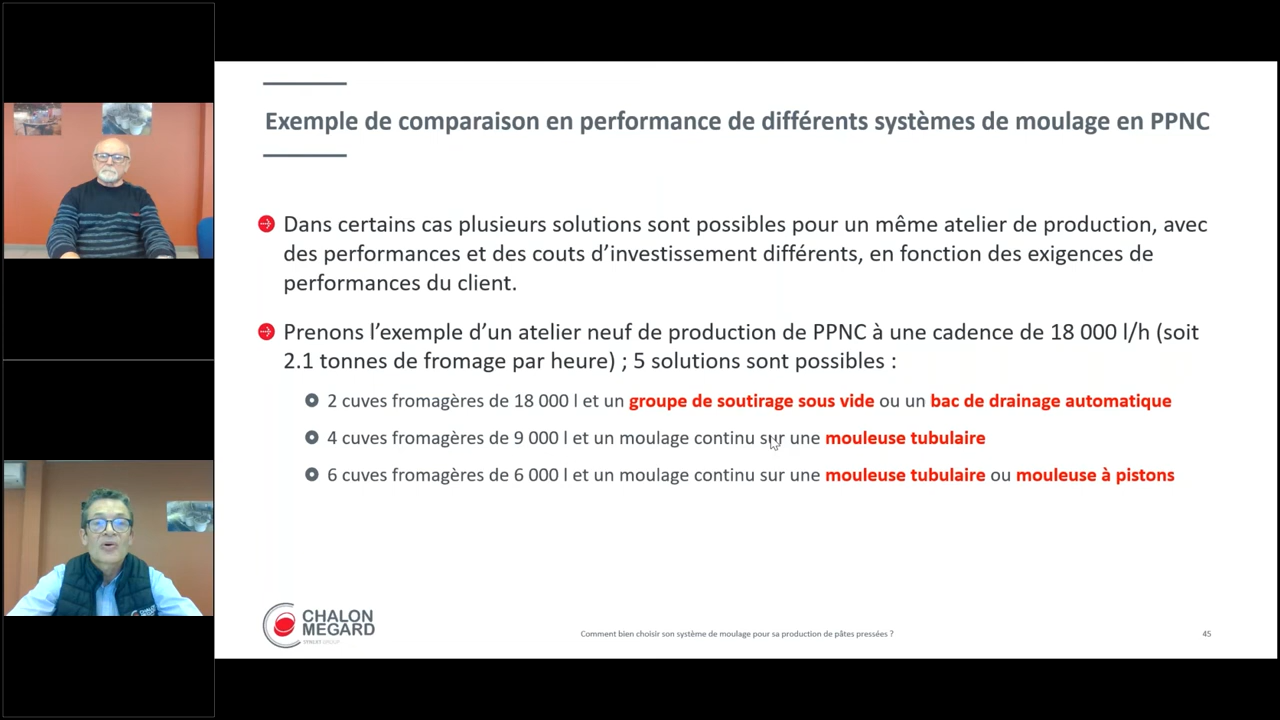 Exemple de comparaison en performance de différents systèmes de moulage en PPNC
Dans certains cas plusieurs solutions sont possibles pour un même atelier de production, avec
des performances et des couts d’investissement différents, en fonction des exigences de
performances du client.
Prenons l’exemple d’un atelier neuf de production de PPNC à une cadence de 18 000 l/h (soit
2.1 tonnes de fromage par heure) ; 5 solutions sont possibles :
2 cuves fromagères de 18 000 l et un groupe de soutirage sous vide ou un bac de drainage automatique
4 cuves fromagères de 9 000 l et un moulage continu sur une mouleuse tubulaire
6 cuves fromagères de 6 000 l et un moulage continu sur une mouleuse tubulaire ou mouleuse à pistons
CHALON
MEGARD
Comment bien choisir son système de moulage pour sa production de pâtes pressées ?
45